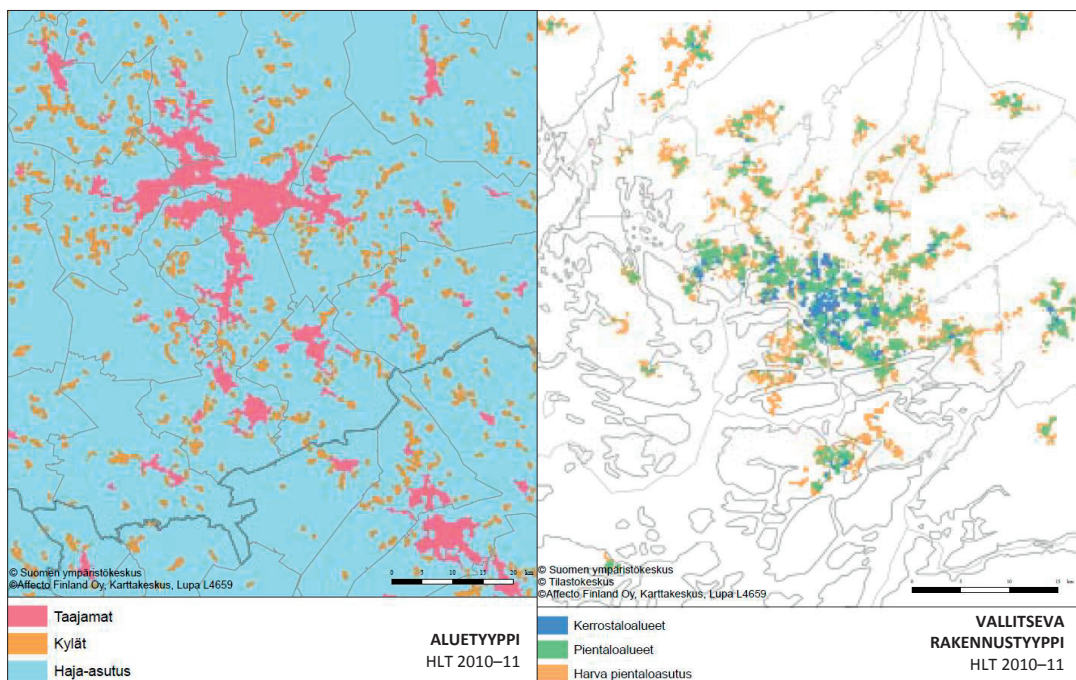 © Suomen ympäristökeskus
©Affecto Finland Oy, Karttakeskus, Lupa L4659
0 5 10 15 20 km
Taajamat
Kylät
Haja-asutus
ALUETYYPPI
HLT 2010–11
© Suomen ympäristökeskus
© Tilastokeskus
©Affecto Finland Oy, Karttakeskus, Lupa L4659
0 5 10 15 km
Kerrostaloalueet
Pientaloalueet
Harva pientaloasutus
VALLITSEVA
RAKENNUSTYYPPI
HLT 2010–11